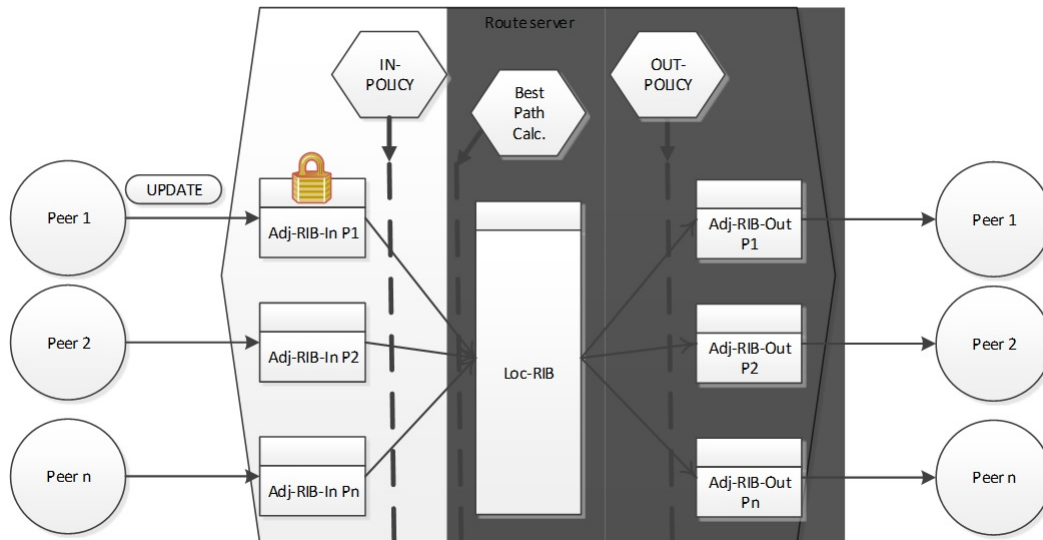 Route server
IN-
POLICY
OUT-
POLICY
Best
Path
Calc.
UPDATE
Peer 1
Adj-RIB-In P1
Adj-RIB-Out
P1
Peer 1
Peer 2
Adj-RIB-In P2
Loc-RIB
Adj-RIB-Out
P2
Peer 2
Peer n
Adj-RIB-In Pn
Adj-RIB-Out
Pn
Peer n